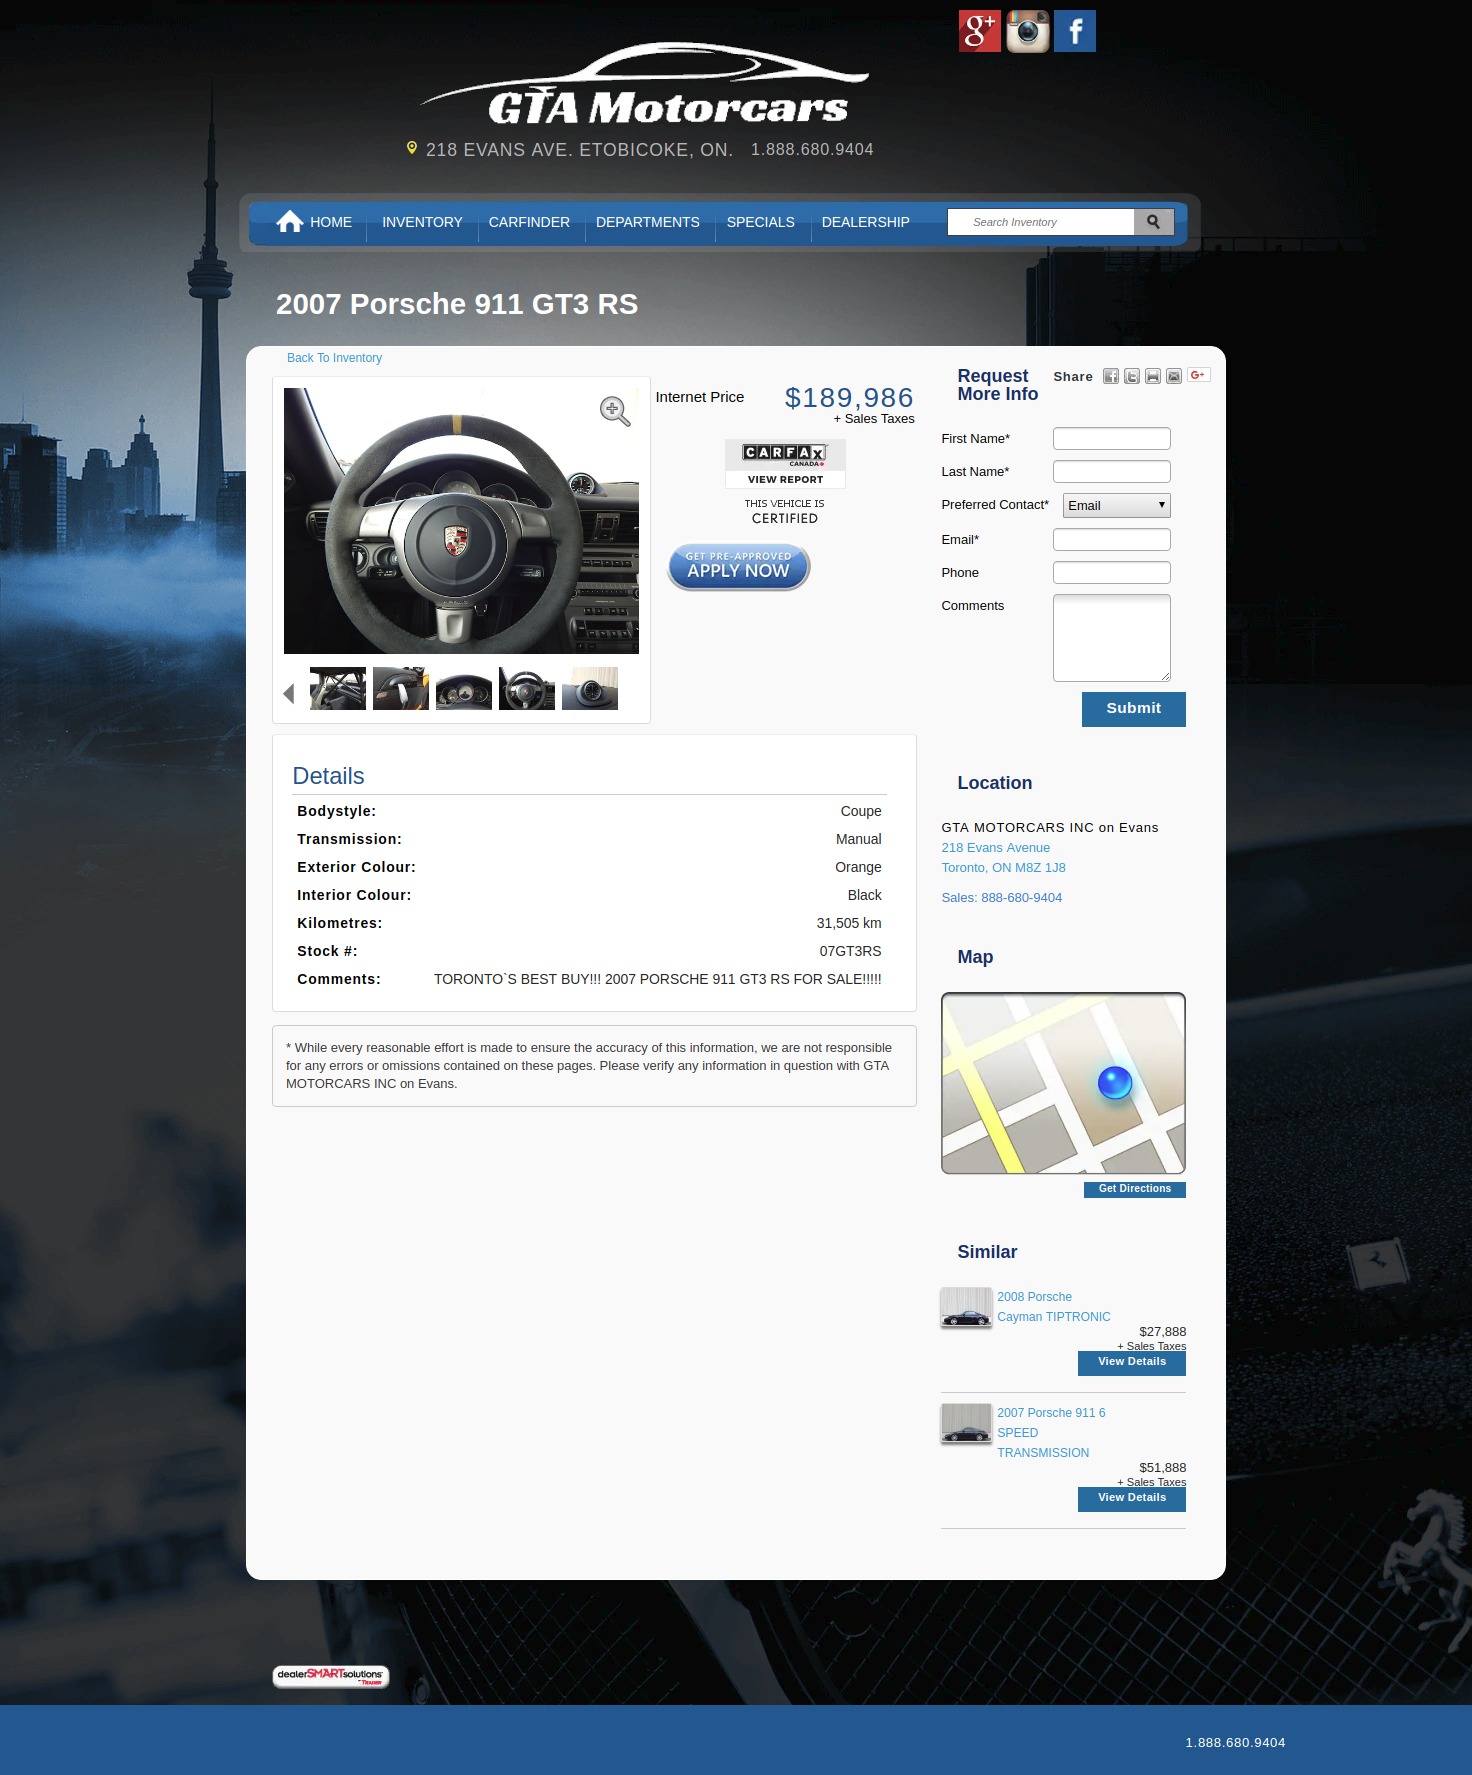 g+
f
GTA Motorcars
218 EVANS AVE. ETOBICOKE, ON. 1.888.680.9404
HOME INVENTORY CARFINDER DEPARTMENTS SPECIALS DEALERSHIP Search Inventory
2007 Porsche 911 GT3 RS
Back To Inventory
Internet Price $189,986
+ Sales Taxes
CARFAX
CANADA
VIEW REPORT
THIS VEHICLE IS
CERTIFIED
GET PRE-APPROVED
APPLY NOW
Details
Bodystyle: Coupe
Transmission: Manual
Exterior Colour: Orange
Interior Colour: Black
Kilometres: 31,505 km
Stock #: 07GT3RS
Comments: TORONTO`S BEST BUY!!! 2007 PORSCHE 911 GT3 RS FOR SALE!!!!!
* While every reasonable effort is made to ensure the accuracy of this information, we are not responsible
for any errors or omissions contained on these pages. Please verify any information in question with GTA
MOTORCARS INC on Evans.
Request
More Info
Share
G+
First Name*
Last Name*
Preferred Contact* Email
Email*
Phone
Comments
Submit
Location
GTA MOTORCARS INC on Evans
218 Evans Avenue
Toronto, ON M8Z 1J8
Sales: 888-680-9404
Map
Get Directions
Similar
2008 Porsche
Cayman TIPTRONIC
$27,888
+ Sales Taxes
View Details
2007 Porsche 911 6
SPEED
TRANSMISSION
$51,888
+ Sales Taxes
View Details
dealerSMARTsolutions
TRADER
1.888.680.9404